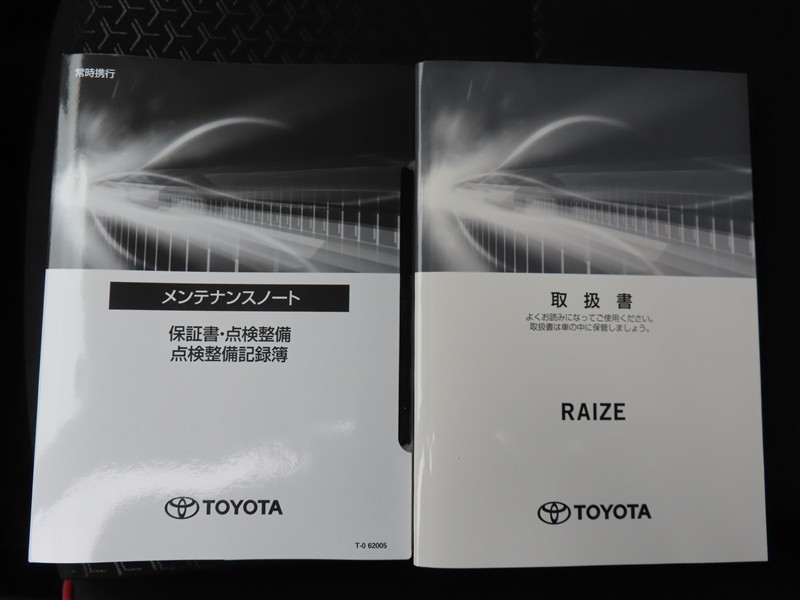 常時携行
メンテナンスノート
保証書・点検整備
点検整備記録簿
TOYOTA
T-0 62005
取扱書
よくお読みになってご使用ください。
取扱書は車の中に保管しましょう。
RAIZE
TOYOTA